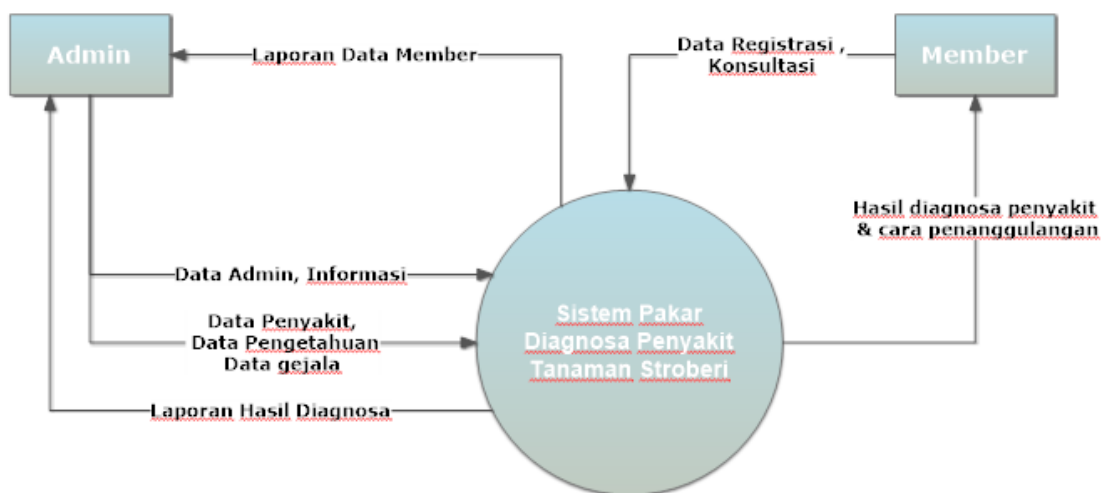 Admin
Laporan Data Member
Data Registrasi ,
Konsultasi
Member
Hasil diagnosa penyakit
& cara penanggulangan
Data Admin, Informasi
Data Penyakit,
Data Pengetahuan
Data gejala
Laporan Hasil Diagnosa
Sistem Pakar
Diagnosa Penyakit
Tanaman Stroberi